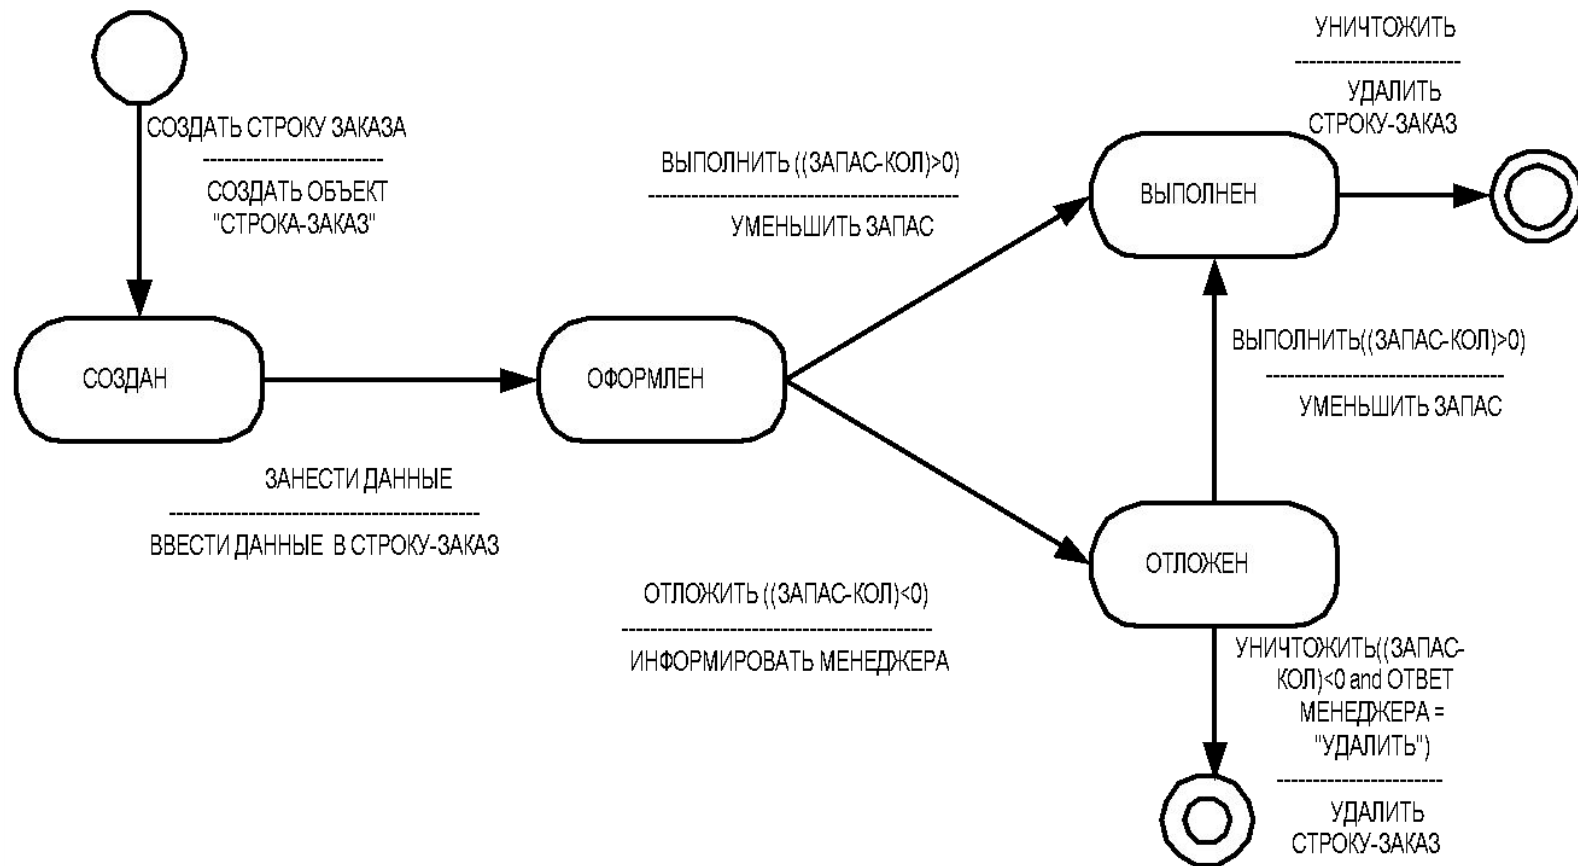 СОЗДАТЬ СТРОКУ ЗАКАЗА
-------------------------
СОЗДАТЬ ОБЪЕКТ
"СТРОКА-ЗАКАЗ"
СОЗДАН
ЗАНЕСТИ ДАННЫЕ
-------------------------------------------
ВВЕСТИ ДАННЫЕ В СТРОКУ-ЗАКАЗ
ОФОРМЛЕН
ВЫПОЛНИТЬ ((ЗАПАС-КОЛ)>0)
-------------------------------------------
УМЕНЬШИТЬ ЗАПАС
ОТЛОЖИТЬ ((ЗАПАС-КОЛ)<0)
-------------------------------------------
ИНФОРМИРОВАТЬ МЕНЕДЖЕРА
УНИЧТОЖИТЬ
-----------------------
УДАЛИТЬ
СТРОКУ-ЗАКАЗ
ВЫПОЛНЕН
ВЫПОЛНИТЬ((ЗАПАС-КОЛ)>0)
---------------------------------
УМЕНЬШИТЬ ЗАПАС
ОТЛОЖЕН
УНИЧТОЖИТЬ((ЗАПАС-
КОЛ)<0 and ОТВЕТ
МЕНЕДЖЕРА =
"УДАЛИТЬ")
-----------------------
УДАЛИТЬ
СТРОКУ-ЗАКАЗ